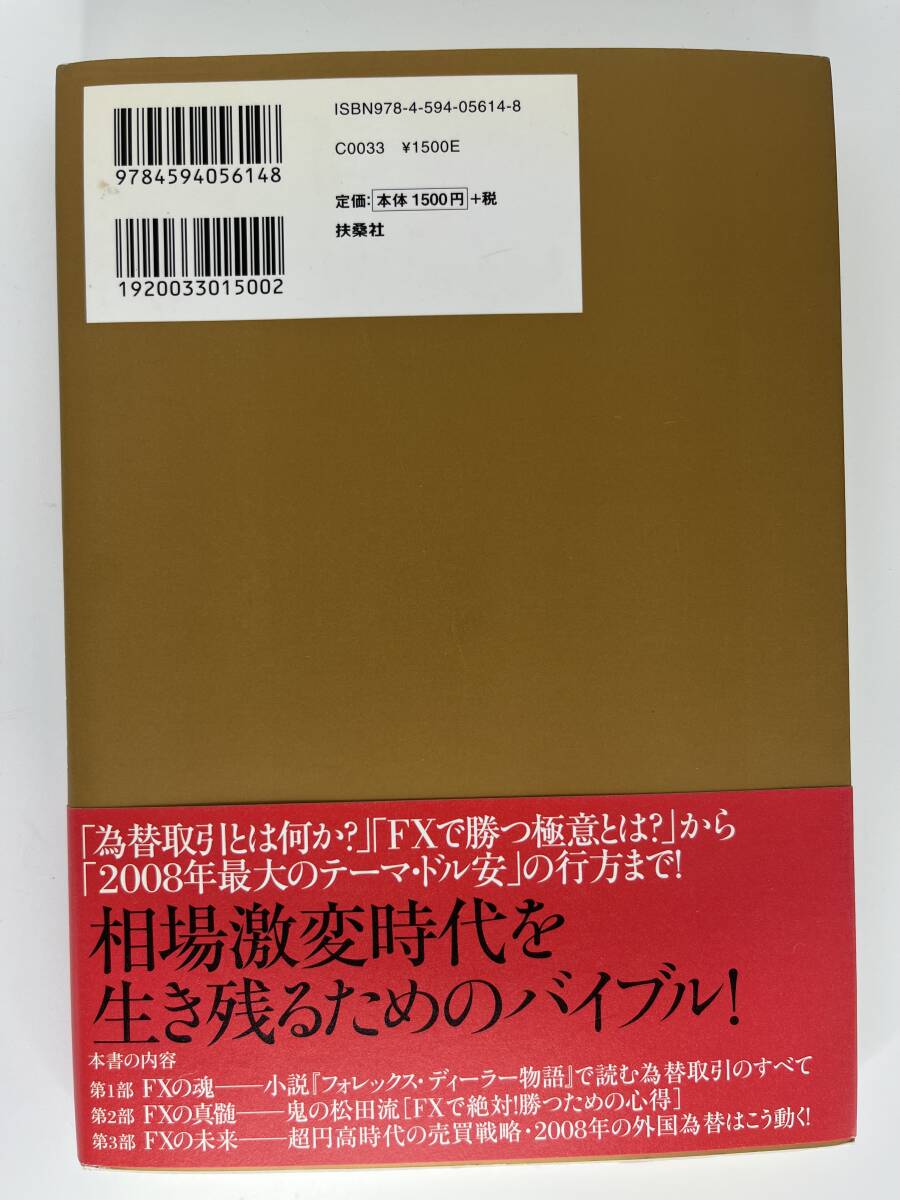 ISBN978-4-594-05614-8
C0033 ¥1500E
9784594056148
定価：本体1500円+税
扶桑社
1920033015002
「為替取引とは何か?」「FXで勝つ極意とは?」から
「2008年最大のテーマ・ドル安」の行方まで!
相場激変時代を
生き残るためのバイブル!
本書の内容
第1部 FXの魂——小説『フォレックス・ディーラー物語』で読む為替取引のすべて
第2部 FXの真髄——鬼の松田流[FXで絶対!勝つための心得]
第3部 FXの未来——超円高時代の売買戦略・2008年の外国為替はこう動く!